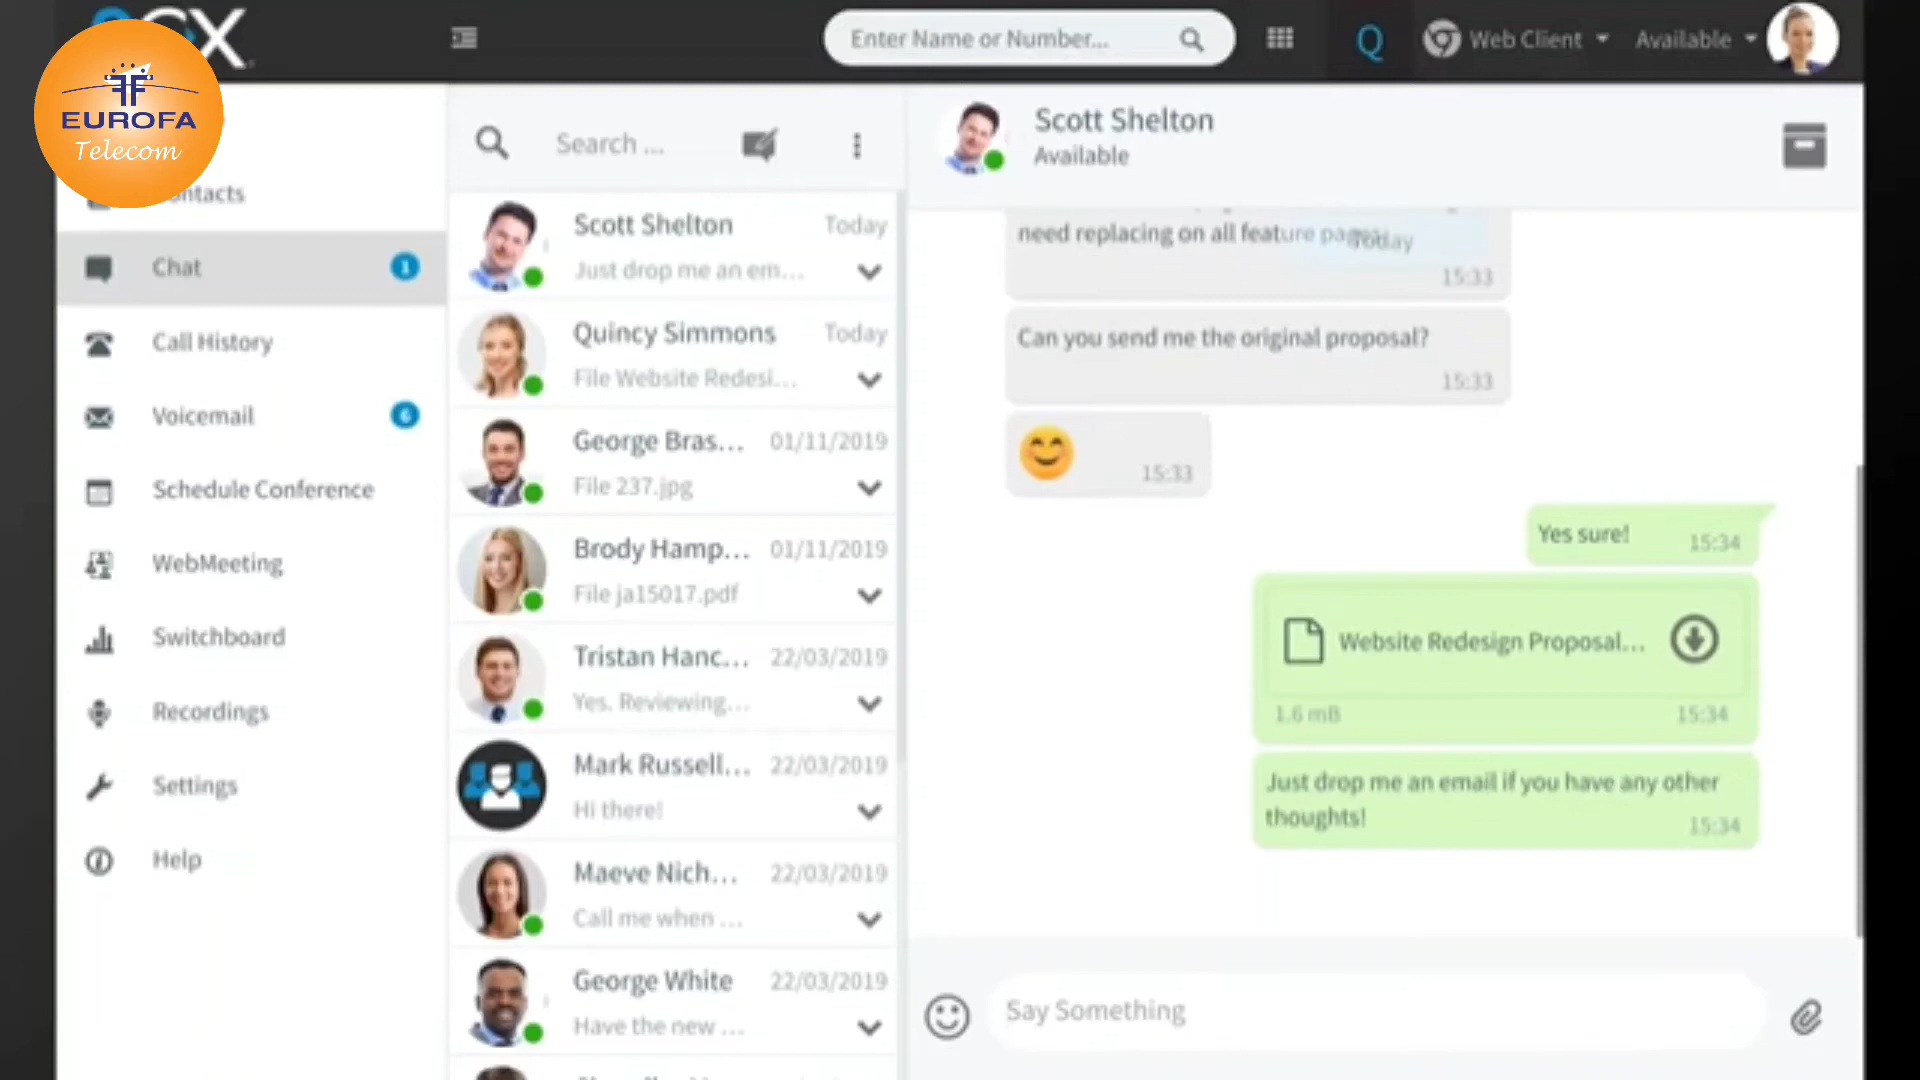 CX
EUROFA
Telecom
Enter Name or Number...
Web Client
Available
Chat
1
Call History
Voicemail
6
Schedule Conference
WebMeeting
Switchboard
Recordings
Settings
Help
Search ...
Scott Shelton
Today
Just drop me an em...
Quincy Simmons
Today
File Website Redesi...
George Bras...
01/11/2019
File 237.jpg
Brody Hamp...
01/11/2019
File ja15017.pdf
Tristan Hanc...
22/03/2019
Yes. Reviewing...
Mark Russell...
22/03/2019
Hi there!
Maeve Nich...
22/03/2019
Call me when ...
George White
22/03/2019
Have the new ...
Scott Shelton
Available
need replacing on all feature
Today
15:33
Can you send me the original proposal?
15:33
15:33
Yes sure!
15:34
Website Redesign Proposal...
1.6 mB
15:34
Just drop me an email if you have any other
thoughts!
15:34
Say Something